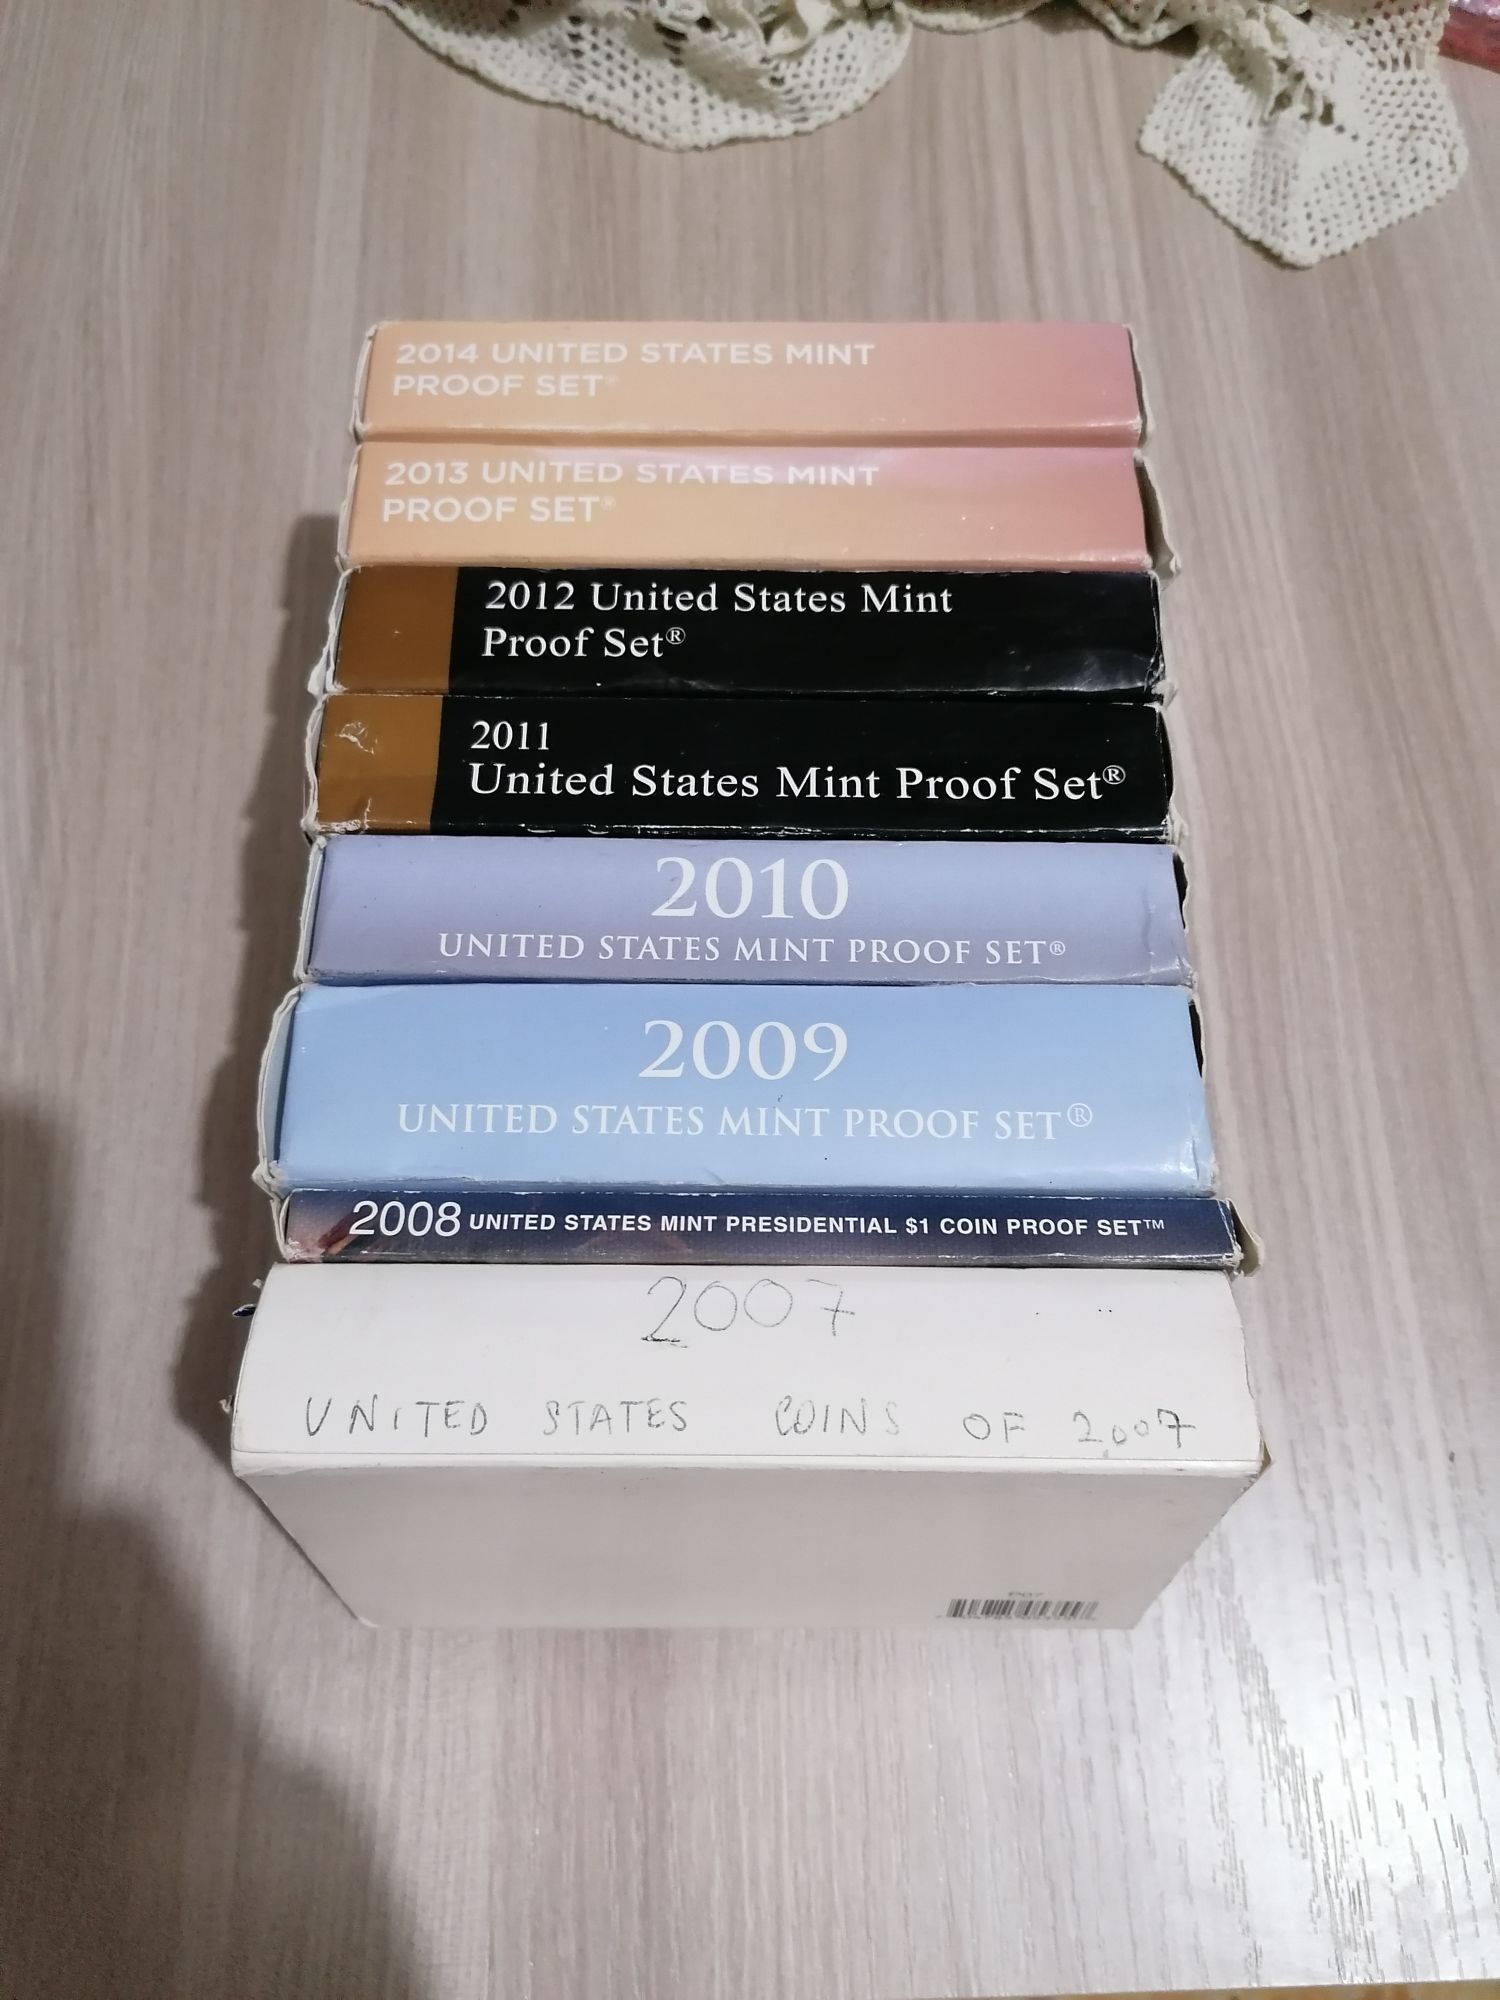 2014 UNITED STATES MINT
PROOF SET®
2013 UNITED STATES MINT
PROOF SET®
2012 United States Mint
Proof Set®
2011
United States Mint Proof Set®
2010
UNITED STATES MINT PROOF SET®
2009
UNITED STATES MINT PROOF SET®
2008 UNITED STATES MINT PRESIDENTIAL $1 COIN PROOF SET™
2007
UNITED STATES COINS OF 2007